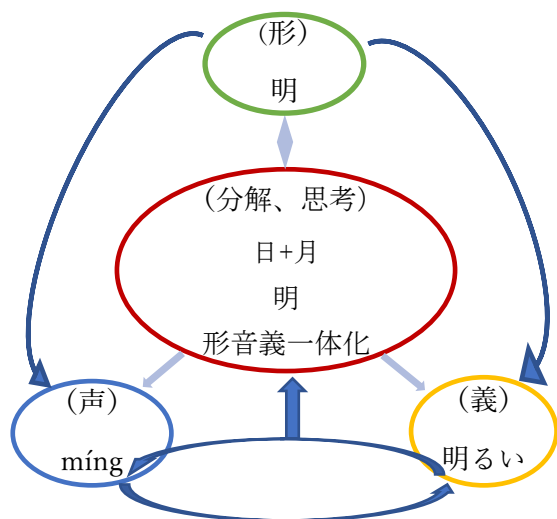 (形)
明
(分解、思考)
日+月
明
形音義一体化
(声)
míng
(義)
明るい